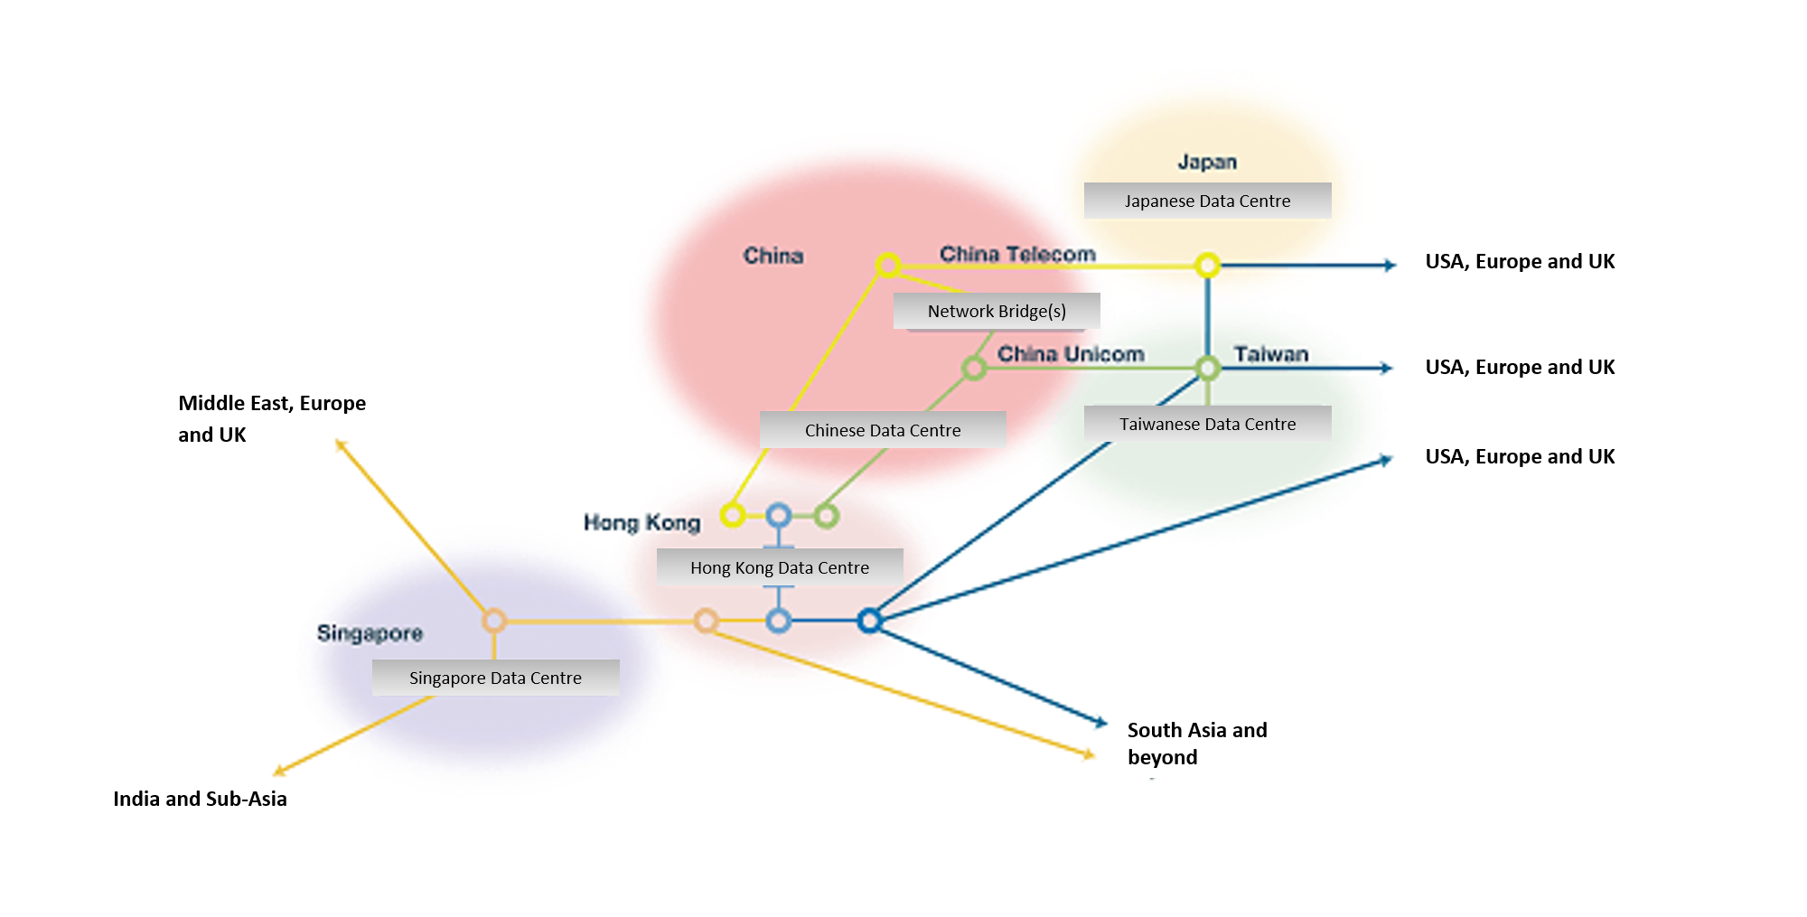 Japan
Japanese Data Centre
China
China Telecom
USA, Europe and UK
Network Bridge(s)
China Unicom
Taiwan
USA, Europe and UK
Middle East, Europe
and UK
Chinese Data Centre
Taiwanese Data Centre
USA, Europe and UK
Hong Kong
Hong Kong Data Centre
Singapore
Singapore Data Centre
South Asia and
beyond
India and Sub-Asia